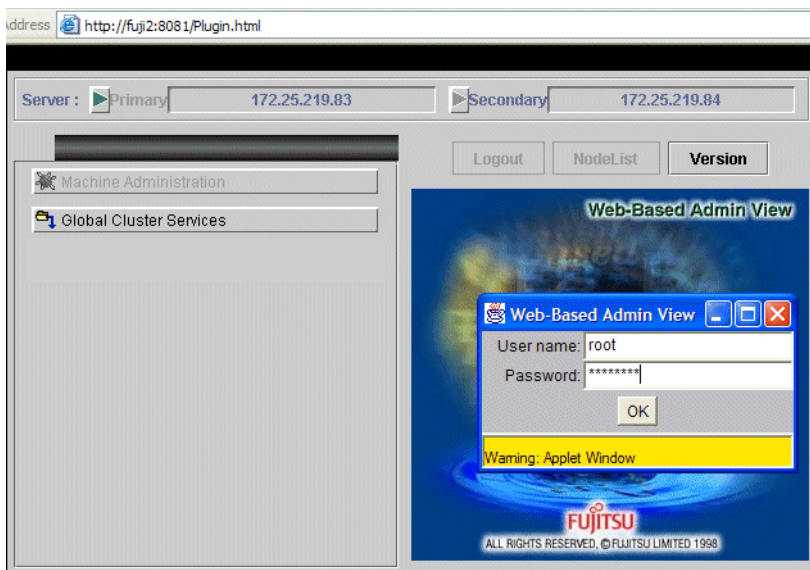 Address http://fuji2:8081/Plugin.html
Server : Primary 172.25.219.83 Secondary 172.25.219.84
Logout NodeList Version
Machine Administration
Global Cluster Services
Web-Based Admin View
Web-Based Admin View
User name: root
Password: ********
OK
Warning: Applet Window
FUJITSU
ALL RIGHTS RESERVED, © FUJITSU LIMITED 1998